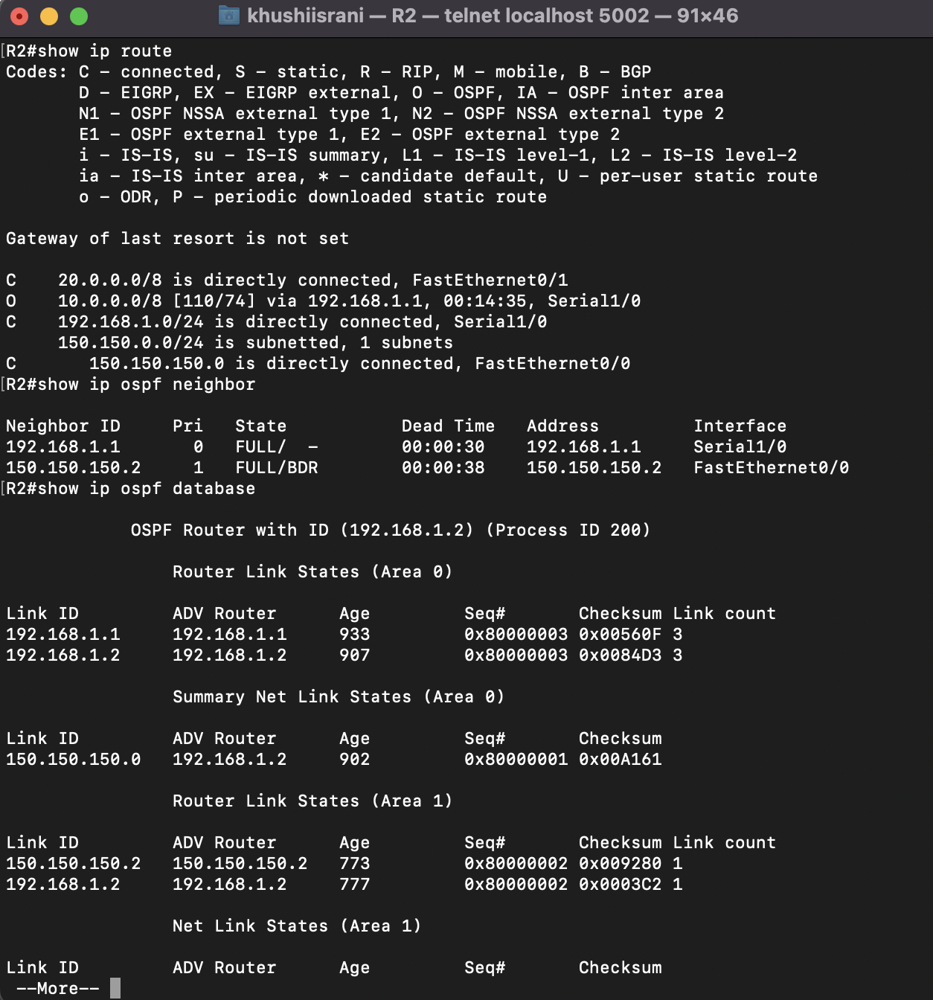 khushiisrani — R2 — telnet localhost 5002 — 91×46
[R2#show ip route
Codes: C - connected, S - static, R - RIP, M - mobile, B - BGP
       D - EIGRP, EX - EIGRP external, O - OSPF, IA - OSPF inter area
       N1 - OSPF NSSA external type 1, N2 - OSPF NSSA external type 2
       E1 - OSPF external type 1, E2 - OSPF external type 2
       i - IS-IS, su - IS-IS summary, L1 - IS-IS level-1, L2 - IS-IS level-2
       ia - IS-IS inter area, * - candidate default, U - per-user static route
       o - ODR, P - periodic downloaded static route

Gateway of last resort is not set

C    20.0.0.0/8 is directly connected, FastEthernet0/1
O    10.0.0.0/8 [110/74] via 192.168.1.1, 00:14:35, Serial1/0
C    192.168.1.0/24 is directly connected, Serial1/0
     150.150.0.0/24 is subnetted, 1 subnets
C       150.150.150.0 is directly connected, FastEthernet0/0
[R2#show ip ospf neighbor

Neighbor ID     Pri   State           Dead Time   Address         Interface
192.168.1.1       0   FULL/  -        00:00:30    192.168.1.1     Serial1/0
150.150.150.2     1   FULL/BDR        00:00:38    150.150.150.2   FastEthernet0/0
[R2#show ip ospf database

            OSPF Router with ID (192.168.1.2) (Process ID 200)

                Router Link States (Area 0)

Link ID         ADV Router      Age         Seq#       Checksum Link count
192.168.1.1     192.168.1.1     933         0x80000003 0x00560F 3
192.168.1.2     192.168.1.2     907         0x80000003 0x0084D3 3

                Summary Net Link States (Area 0)

Link ID         ADV Router      Age         Seq#       Checksum
150.150.150.0   192.168.1.2     902         0x80000001 0x00A161

                Router Link States (Area 1)

Link ID         ADV Router      Age         Seq#       Checksum Link count
150.150.150.2   150.150.150.2   773         0x80000002 0x009280 1
192.168.1.2     192.168.1.2     777         0x80000002 0x0003C2 1

                Net Link States (Area 1)

Link ID         ADV Router      Age         Seq#       Checksum
 --More--